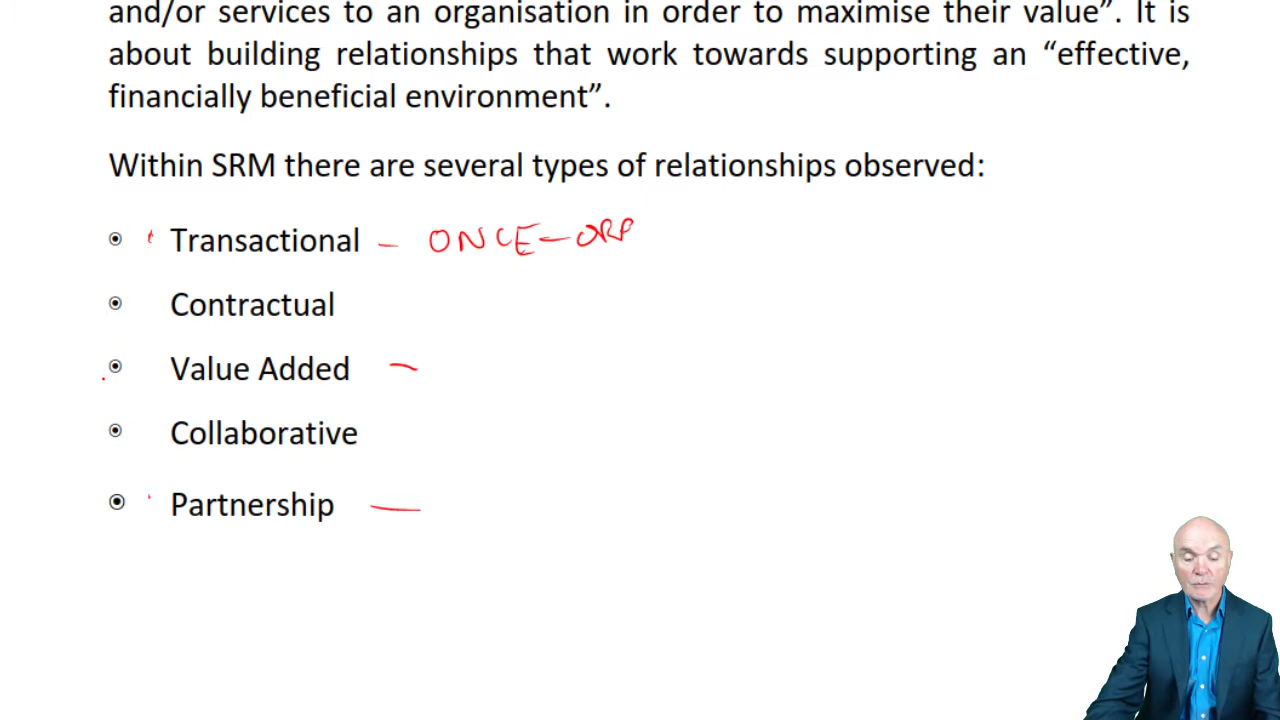 and/or services to an organisation in order to maximise their value”. It is
about building relationships that work towards supporting an “effective,
financially beneficial environment”.
Within SRM there are several types of relationships observed:
Transactional – ONCE-OFF
Contractual
Value Added –
Collaborative
Partnership –